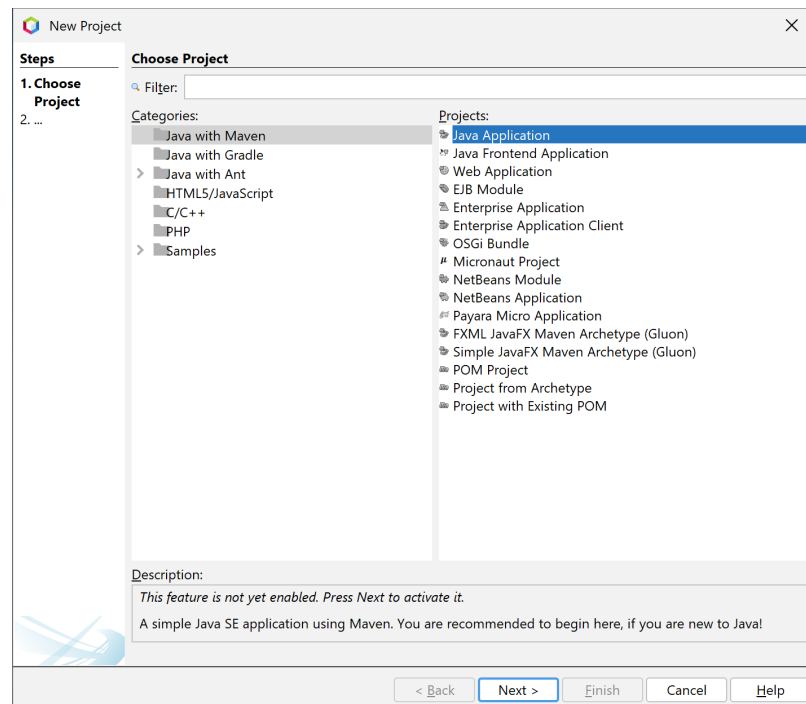 New Project
Steps
1. Choose
Project
2. ...
Choose Project
Filter:
Categories:
Java with Maven
Java with Gradle
Java with Ant
HTML5/JavaScript
C/C++
PHP
Samples
Projects:
Java Application
Java Frontend Application
Web Application
EJB Module
Enterprise Application
Enterprise Application Client
OSGi Bundle
μ Micronaut Project
NetBeans Module
NetBeans Application
Payara Micro Application
FXML JavaFX Maven Archetype (Gluon)
Simple JavaFX Maven Archetype (Gluon)
POM Project
Project from Archetype
Project with Existing POM
Description:
This feature is not yet enabled. Press Next to activate it.
A simple Java SE application using Maven. You are recommended to begin here, if you are new to Java!
< Back
Next >
Finish
Cancel
Help